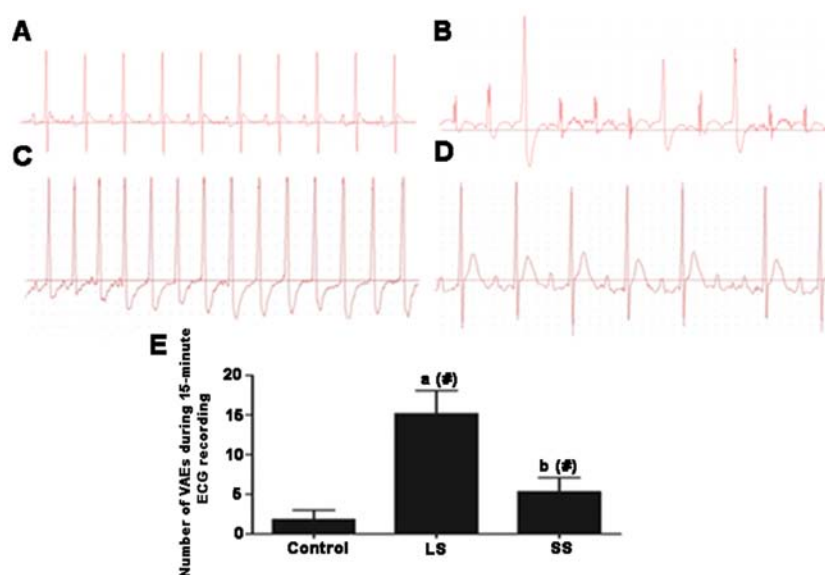 A
B
C
D
E
Number of VAEs during 15-minute
ECG recording
20
15
10
5
0
a (#)
b (#)
Control
LS
SS